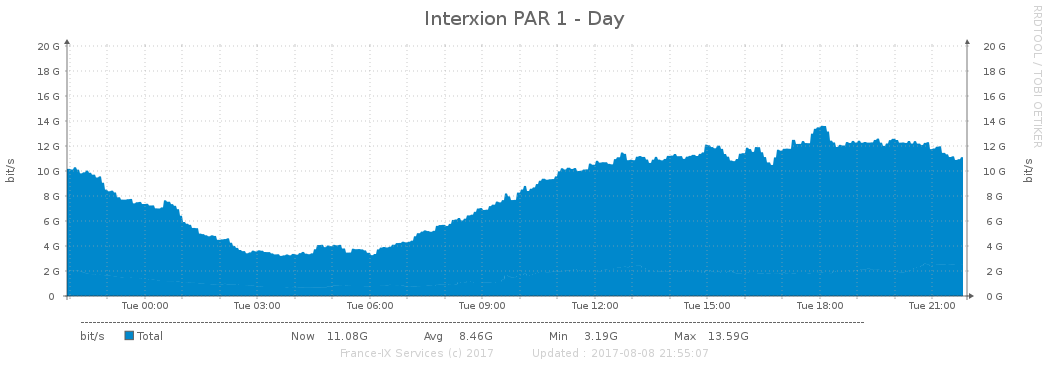 Interxion PAR 1 - Day
RRDTOOL / TOBI OETIKER
bit/s
20 G 20 G
18 G 18 G
16 G 16 G
14 G 14 G
12 G 12 G
10 G 10 G
8 G 8 G
6 G 6 G
4 G 4 G
2 G 2 G
0 0 G
bit/s
Tue 00:00 Tue 03:00 Tue 06:00 Tue 09:00 Tue 12:00 Tue 15:00 Tue 18:00 Tue 21:00
bit/s Total Now 11.08G Avg 8.46G Min 3.19G Max 13.59G
France-IX Services (c) 2017 Updated : 2017-08-08 21:55:07